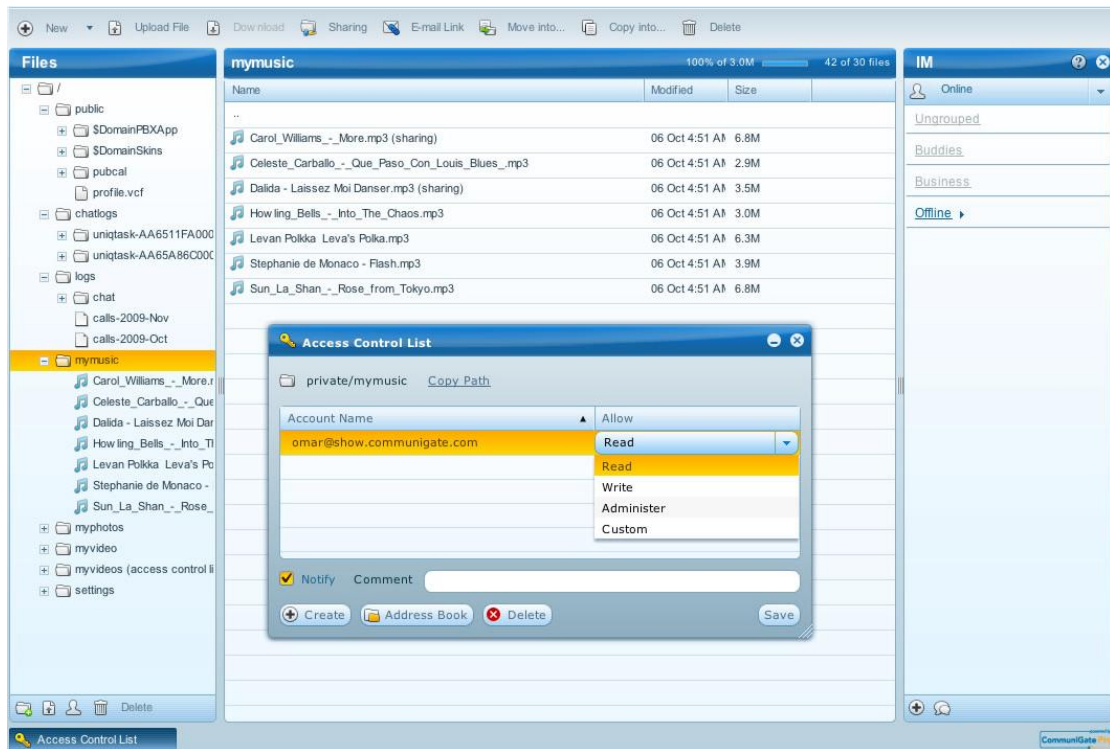 New Upload File Download Sharing E-mail Link Move into... Copy into... Delete
Files
/
public
$DomainPBXApp
$DomainSkins
pubcal
profile.vcf
chatlogs
uniqtask-AA6511FA000
uniqtask-AA65A86C000
logs
chat
calls-2009-Nov
calls-2009-Oct
mymusic
Carol_Williams_-_More.r
Celeste_Carballo_-_Que
Dalida - Laissez Moi Dar
Howling_Bells_-_Into_Tl
Levan Polkka Leva's Po
Stephanie de Monaco -
Sun_La_Shan_-_Rose_
myphotos
myvideo
myvideos (access control li
settings
Delete
mymusic 100% of 3.0M 42 of 30 files
Name Modified Size
..
Carol_Williams_-_More.mp3 (sharing) 06 Oct 4:51 AM 6.8M
Celeste_Carballo_-_Que_Paso_Con_Louis_Blues_.mp3 06 Oct 4:51 AM 2.9M
Dalida - Laissez Moi Danser.mp3 (sharing) 06 Oct 4:51 AM 3.5M
Howling_Bells_-_Into_The_Chaos.mp3 06 Oct 4:51 AM 3.0M
Levan Polkka Leva's Polka.mp3 06 Oct 4:51 AM 6.3M
Stephanie de Monaco - Flash.mp3 06 Oct 4:51 AM 3.9M
Sun_La_Shan_-_Rose_from_Tokyo.mp3 06 Oct 4:51 AM 6.8M
Access Control List
private/mymusic Copy Path
Account Name Allow
omar@show.communigate.com Read
Read
Write
Administer
Custom
Notify Comment
Create Address Book Delete Save
IM
Online
Ungrouped
Buddies
Business
Offline
Access Control List
CommuniGate